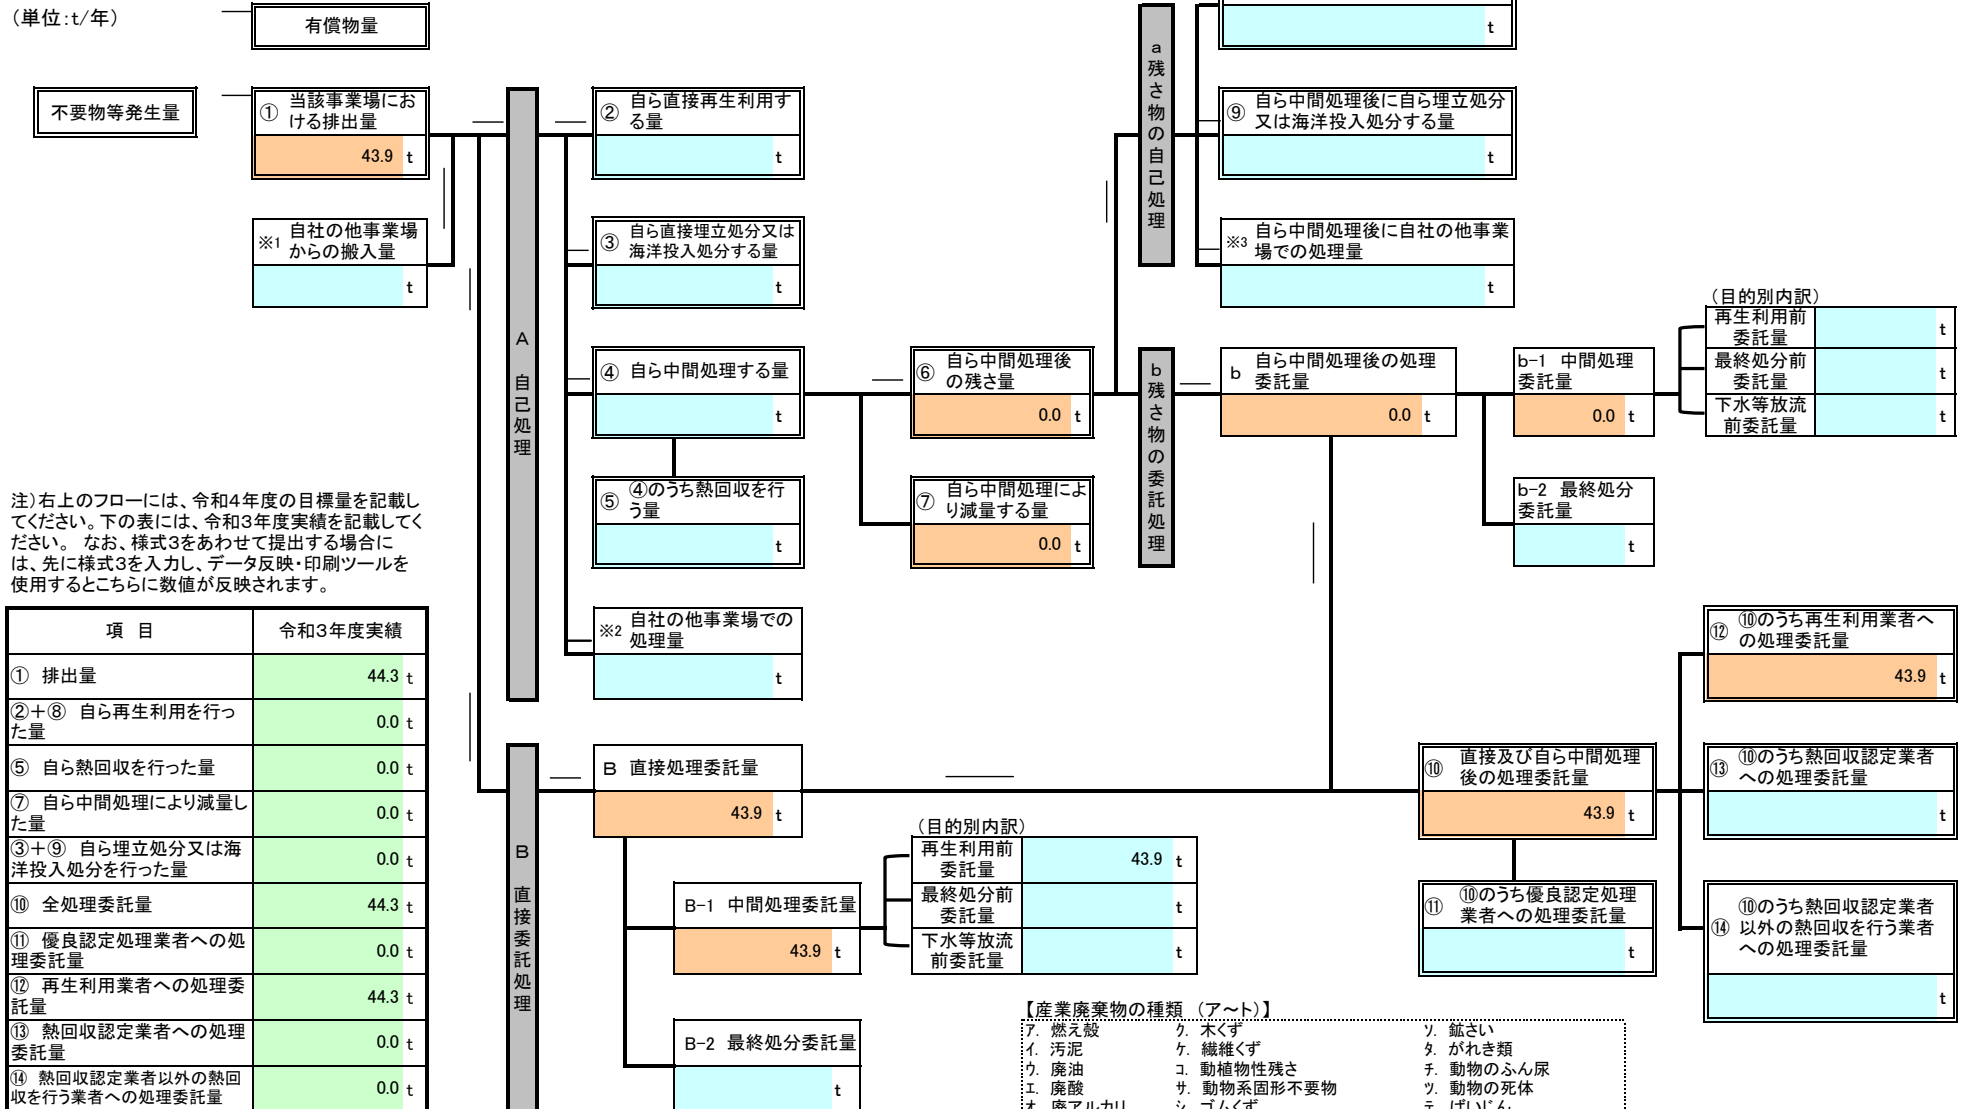 （単位：t/年）
有償物量
t
不要物等発生量
① 当該事業場にお
ける排出量
43.9 t
② 自ら直接再生利用す
る量
t
a 残さ物の自己処理
⑨ 自ら中間処理後に自ら埋立処分
又は海洋投入処分する量
t
※1 自社の他事業場
からの搬入量
t
③ 自ら直接埋立処分又は
海洋投入処分する量
t
※3 自ら中間処理後に自社の他事業
場での処理量
t
A 自己処理
④ 自ら中間処理する量
t
⑥ 自ら中間処理後
の残さ量
0.0 t
b 残さ物の委託処理
b 自ら中間処理後の処理
委託量
0.0 t
b-1 中間処理
委託量
0.0 t
（目的別内訳）
再生利用前
委託量
t
最終処分前
委託量
t
下水等放流
前委託量
t
⑤ ④のうち熱回収を行
う量
t
⑦ 自ら中間処理によ
り減量する量
0.0 t
b-2 最終処分
委託量
t
注）右上のフローには、令和４年度の目標量を記載し
てください。下の表には、令和３年度実績を記載してく
ださい。 なお、様式３をあわせて提出する場合に
は、先に様式３を入力し、データ反映・印刷ツールを
使用するとこちらに数値が反映されます。
※2 自社の他事業場での
処理量
t
項 目 令和３年度実績
① 排出量 44.3 t
②＋⑧ 自ら再生利用を行っ
た量 0.0 t
⑤ 自ら熱回収を行った量 0.0 t
⑦ 自ら中間処理により減量し
た量 0.0 t
③＋⑨ 自ら埋立処分又は海
洋投入処分を行った量 0.0 t
⑩ 全処理委託量 44.3 t
⑪ 優良認定処理業者への処
理委託量 0.0 t
⑫ 再生利用業者への処理委
託量 44.3 t
⑬ 熱回収認定業者への処理
委託量 0.0 t
⑭ 熱回収認定業者以外の熱回
収を行う業者への処理委託量 0.0 t
B 直接委託処理
B 直接処理委託量
43.9 t
B-1 中間処理委託量
43.9 t
（目的別内訳）
再生利用前
委託量
43.9 t
最終処分前
委託量
t
下水等放流
前委託量
t
B-2 最終処分委託量
t
⑩ 直接及び自ら中間処理
後の処理委託量
43.9 t
⑪ ⑩のうち優良認定処理
業者への処理委託量
t
⑫ ⑩のうち再生利用業者へ
の処理委託量
43.9 t
⑬ ⑩のうち熱回収認定業者
への処理委託量
t
⑭ ⑩のうち熱回収認定業者
以外の熱回収を行う業者
への処理委託量
t
【産業廃棄物の種類 （ア～ト）】
ア. 燃え殻 ク. 木くず ソ. 鉱さい
イ. 汚泥 ケ. 繊維くず タ. がれき類
ウ. 廃油 コ. 動植物性残さ チ. 動物のふん尿
エ. 廃酸 サ. 動物系固形不要物 ツ. 動物の死体
オ. 廃アルカリ シ. ゴムくず テ. ばいじん